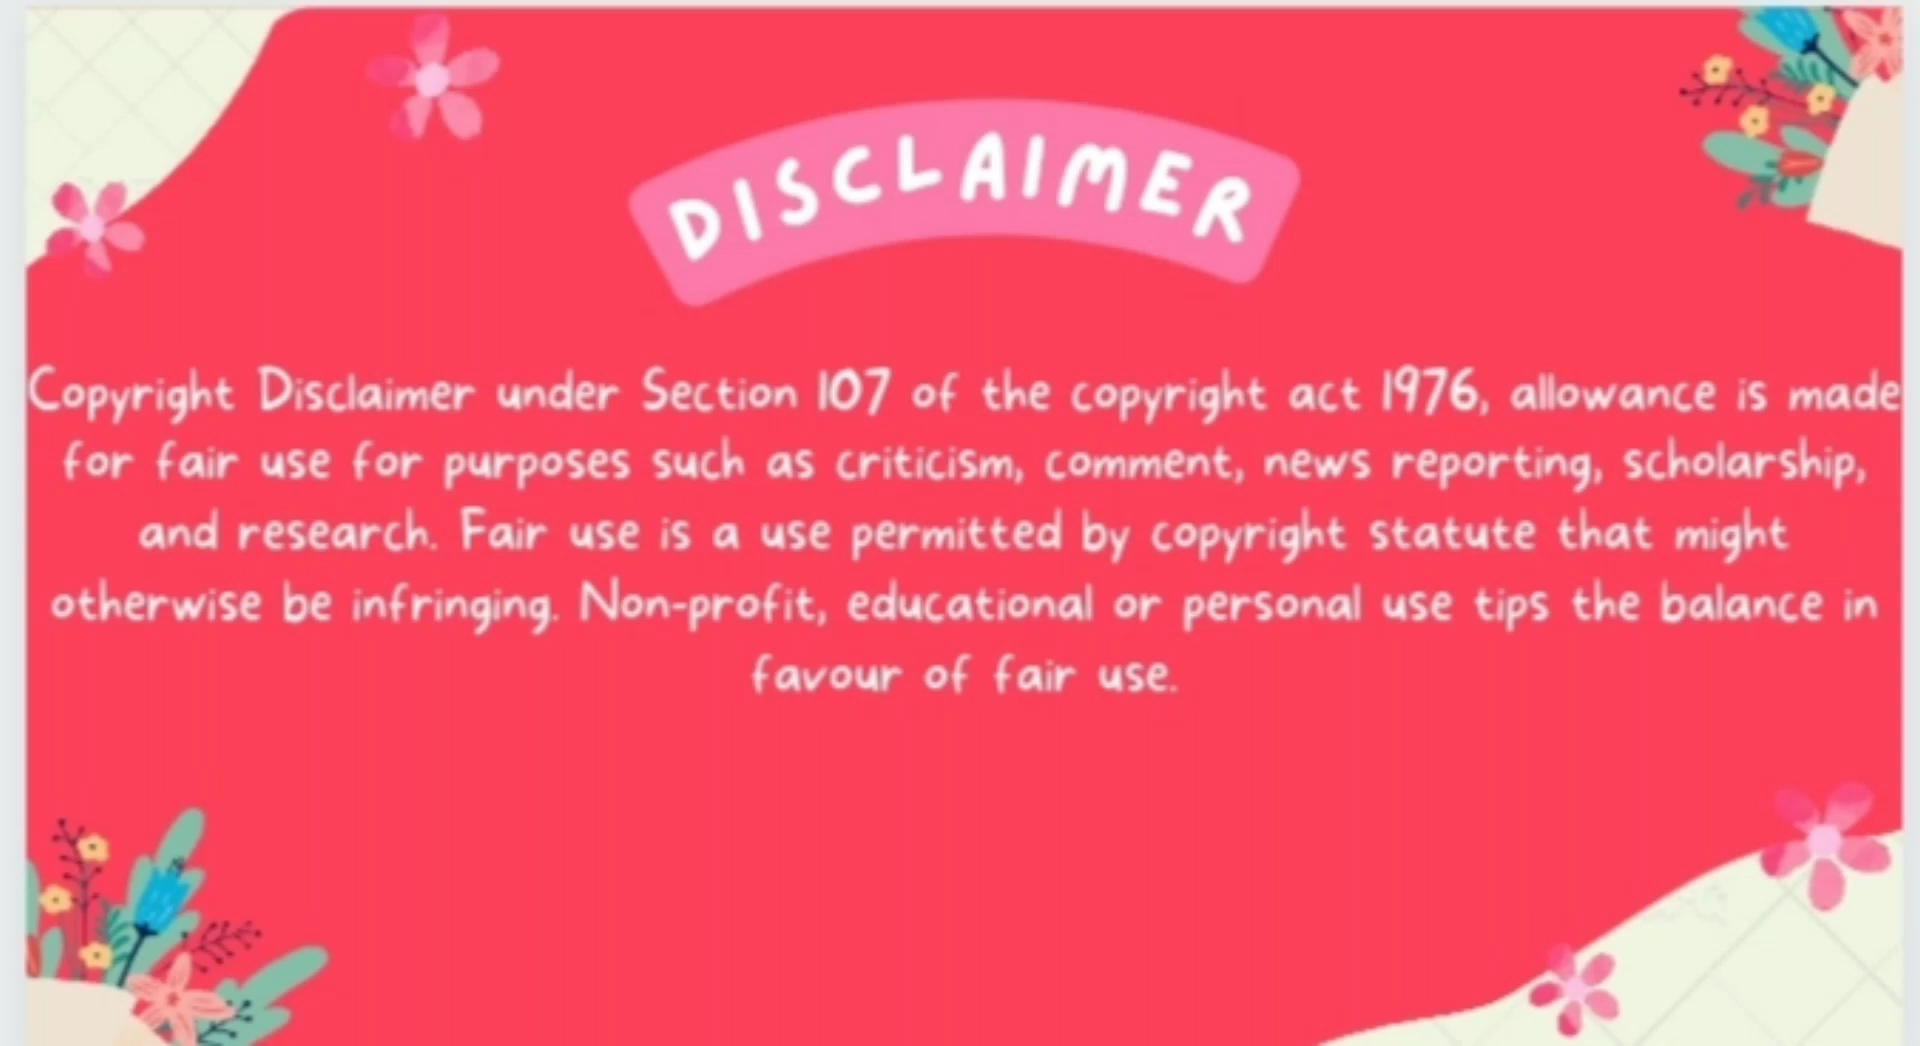 DISCLAIMER
Copyright Disclaimer under Section 107 of the copyright act 1976, allowance is made
for fair use for purposes such as criticism, comment, news reporting, scholarship,
and research. Fair use is a use permitted by copyright statute that might
otherwise be infringing. Non-profit, educational or personal use tips the balance in
favour of fair use.